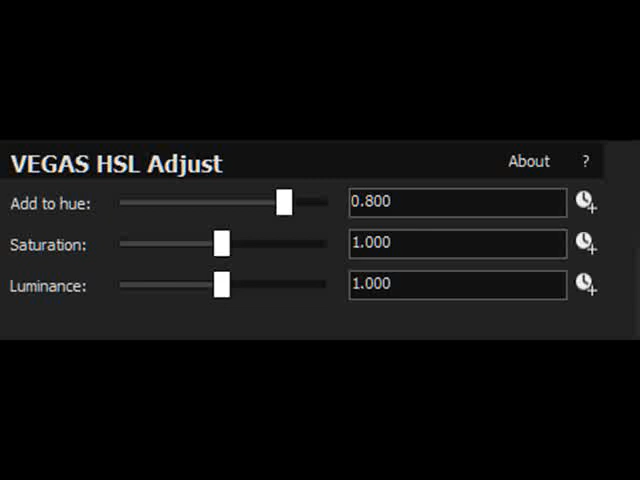 VEGAS HSL Adjust About ?
Add to hue: 0.800
Saturation: 1.000
Luminance: 1.000